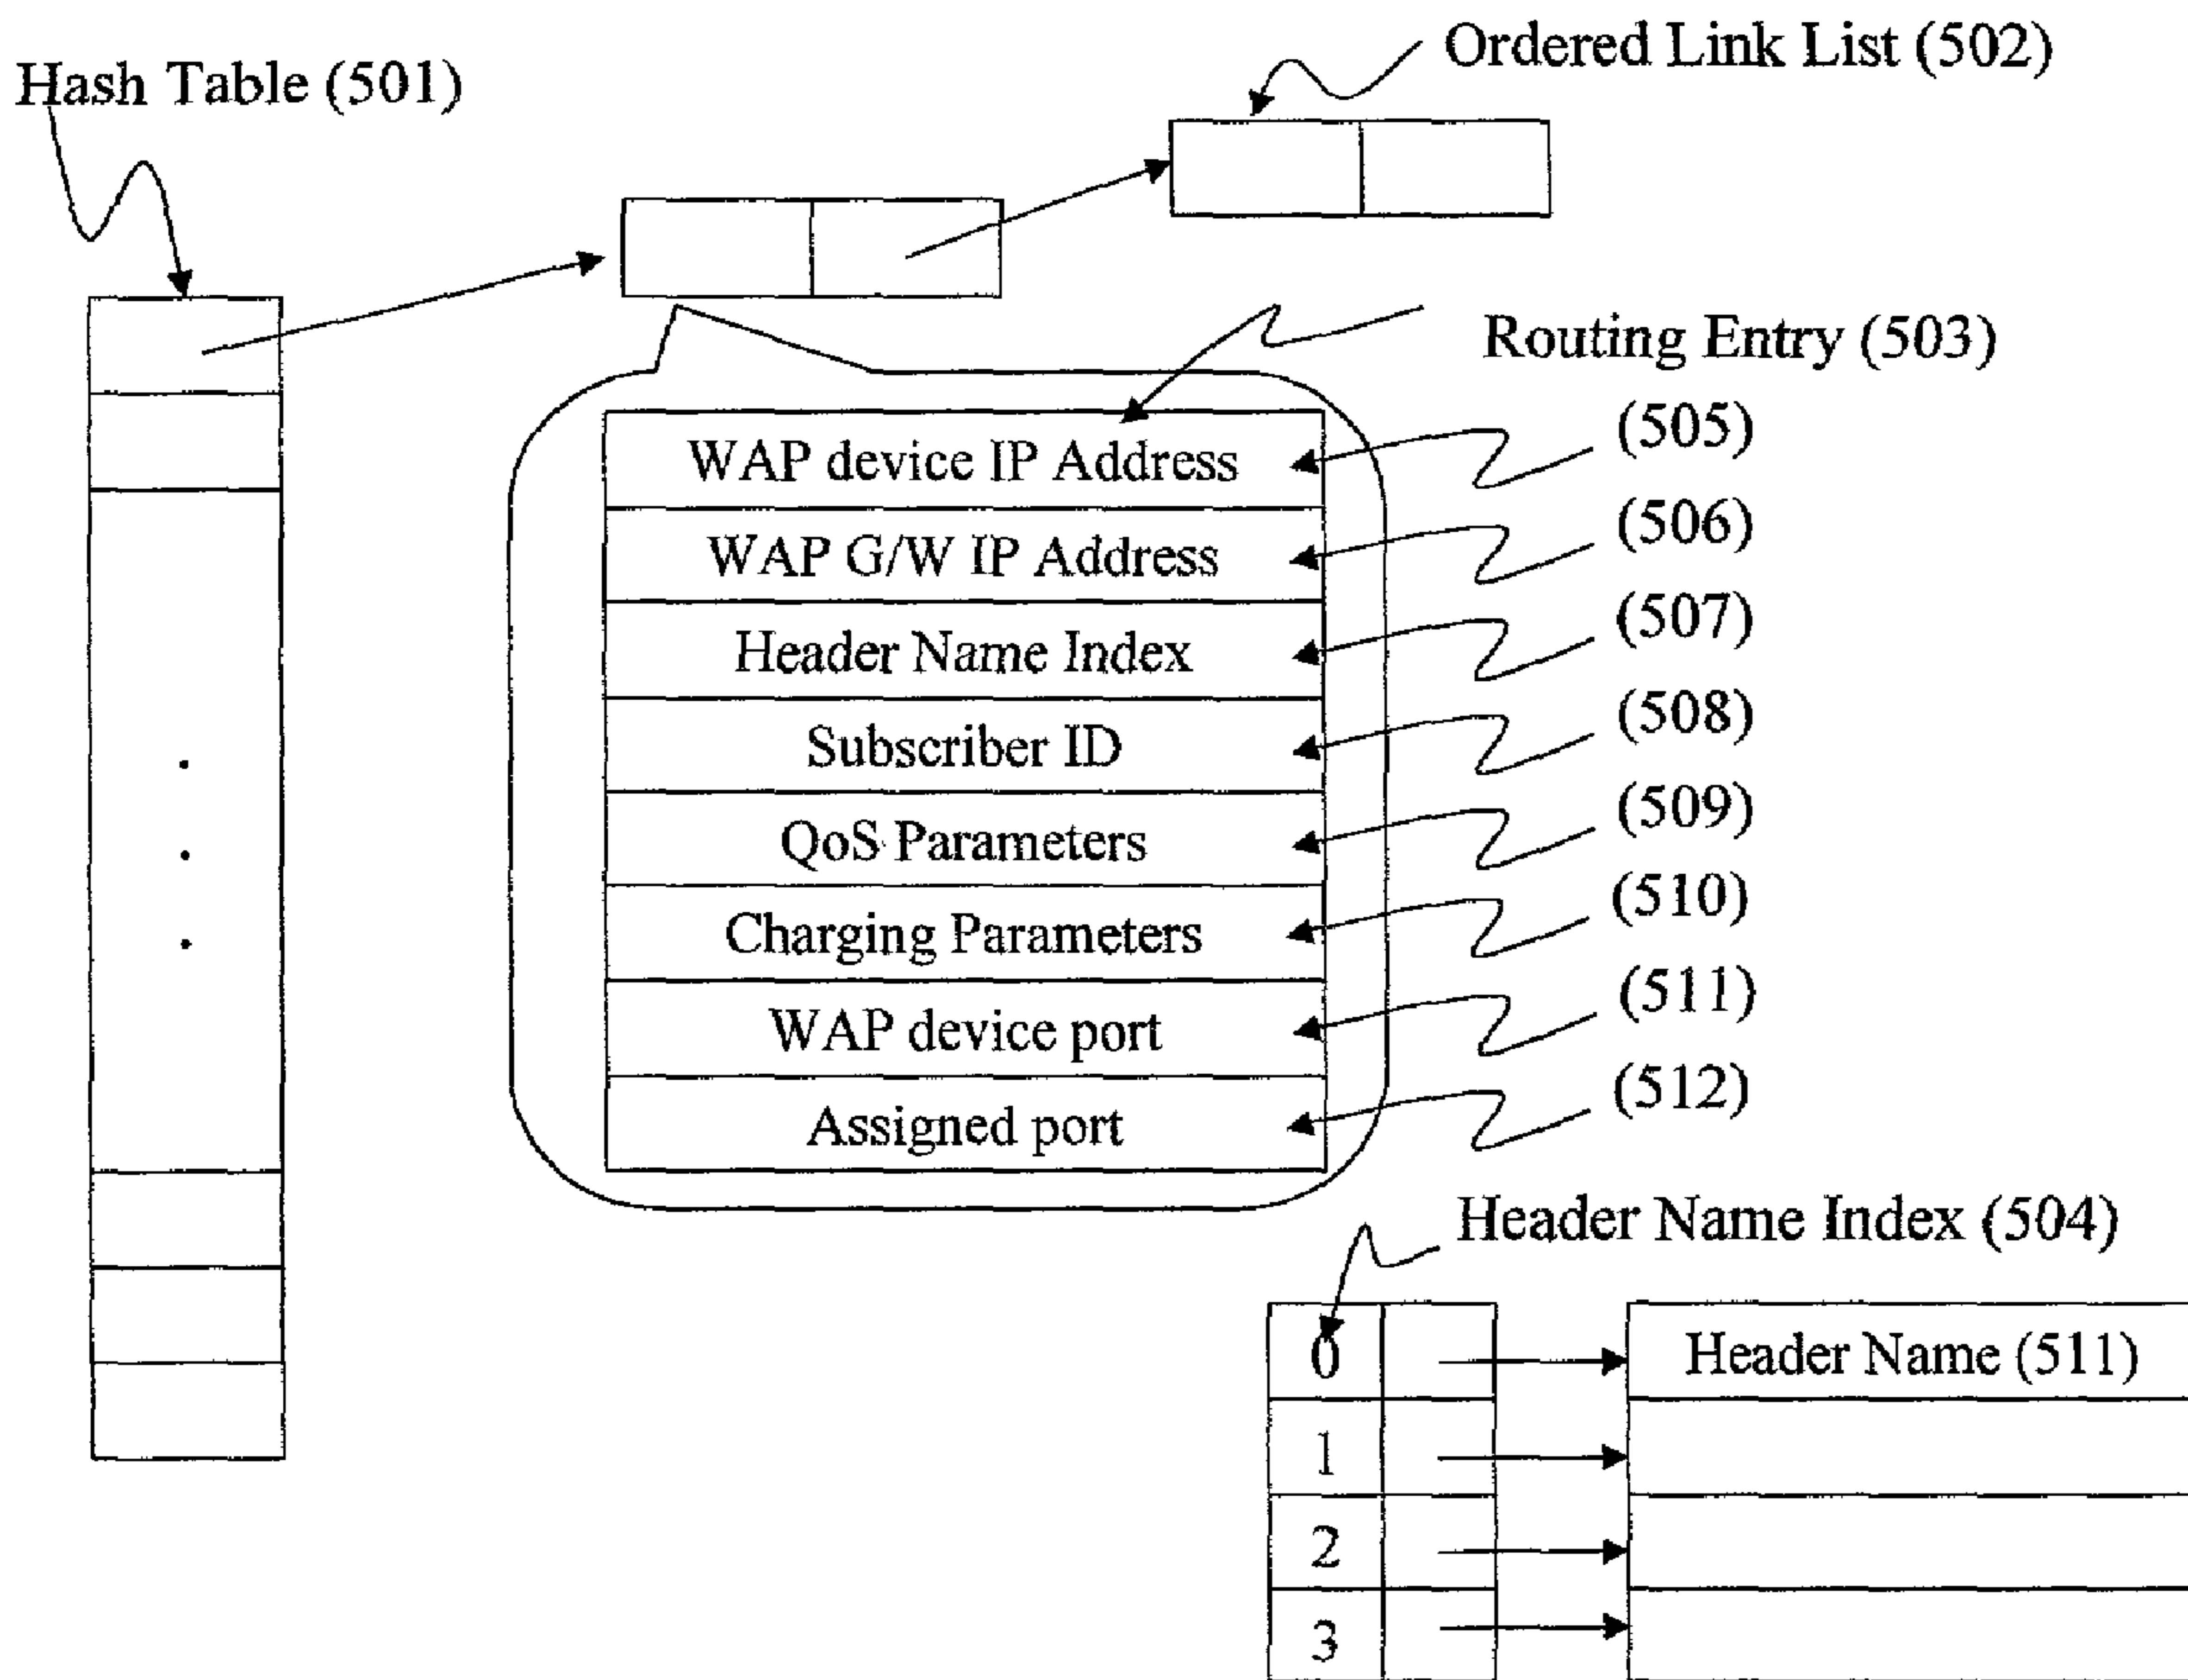 Ordered Link List (502)
Hash Table (501)
Routing Entry (503)
WAP device IP Address
(505)
WAP G/W IP Address
(506)
Header Name Index
(507)
Subscriber ID
(508)
QoS Parameters
(509)
Charging Parameters
(510)
WAP device port
(511)
Assigned port
(512)
Header Name Index (504)
0
Header Name (511)
1
2
3